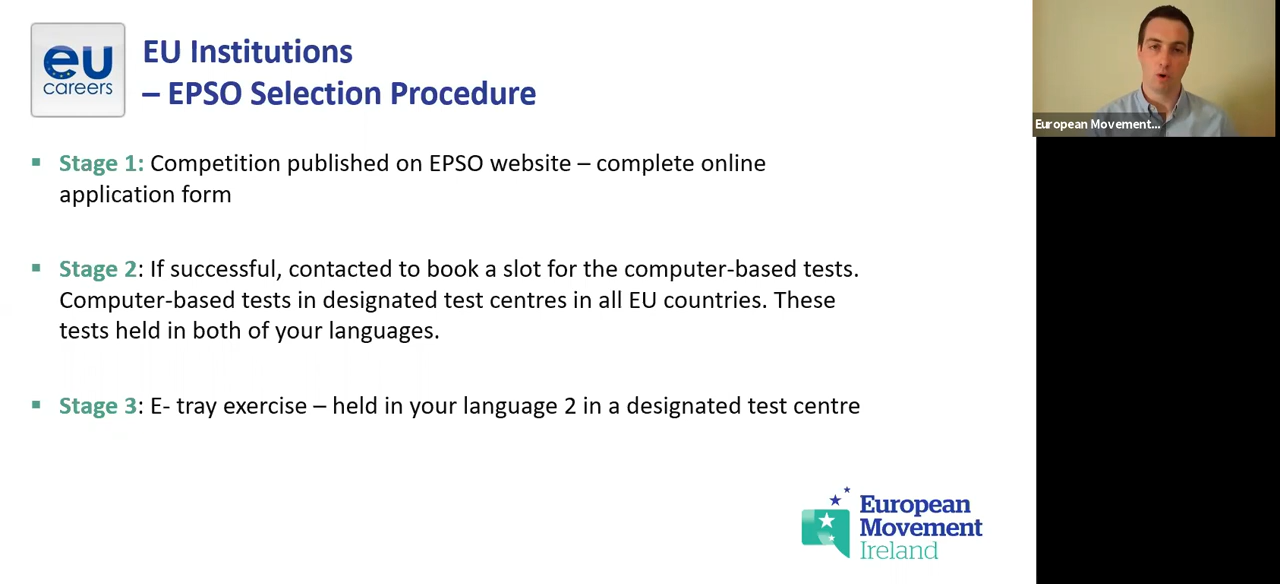 eu
careers
EU Institutions
– EPSO Selection Procedure
▪ Stage 1: Competition published on EPSO website – complete online
application form
▪ Stage 2: If successful, contacted to book a slot for the computer-based tests.
Computer-based tests in designated test centres in all EU countries. These
tests held in both of your languages.
▪ Stage 3: E- tray exercise – held in your language 2 in a designated test centre
European
Movement
Ireland
European Movement...